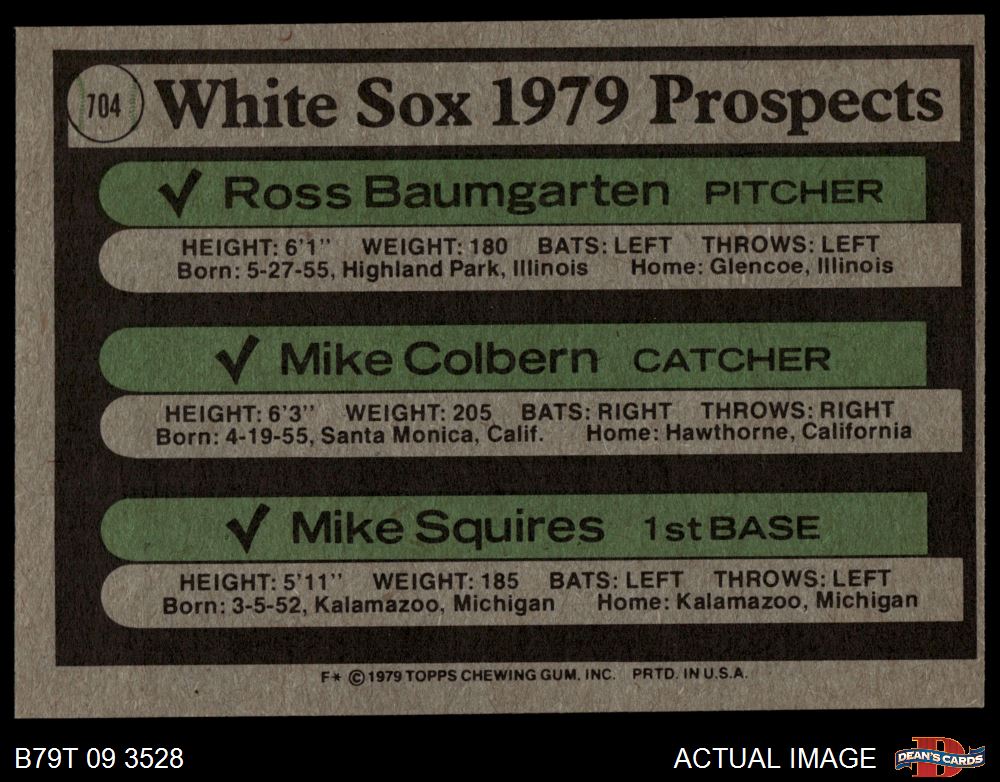 704 White Sox 1979 Prospects
✓ Ross Baumgarten PITCHER
HEIGHT: 6'1" WEIGHT: 180 BATS: LEFT THROWS: LEFT
Born: 5-27-55, Highland Park, Illinois Home: Glencoe, Illinois
✓ Mike Colbern CATCHER
HEIGHT: 6'3" WEIGHT: 205 BATS: RIGHT THROWS: RIGHT
Born: 4-19-55, Santa Monica, Calif. Home: Hawthorne, California
✓ Mike Squires 1st BASE
HEIGHT: 5'11" WEIGHT: 185 BATS: LEFT THROWS: LEFT
Born: 3-5-52, Kalamazoo, Michigan Home: Kalamazoo, Michigan
F* © 1979 TOPPS CHEWING GUM, INC. PRTD. IN U.S.A.
B79T 09 3528 ACTUAL IMAGE DEAN'S CARDS